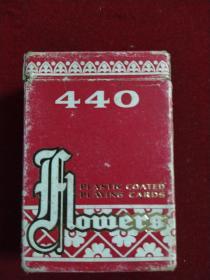 440
PLASTIC COATED
PLAYING CARDS
Flowers